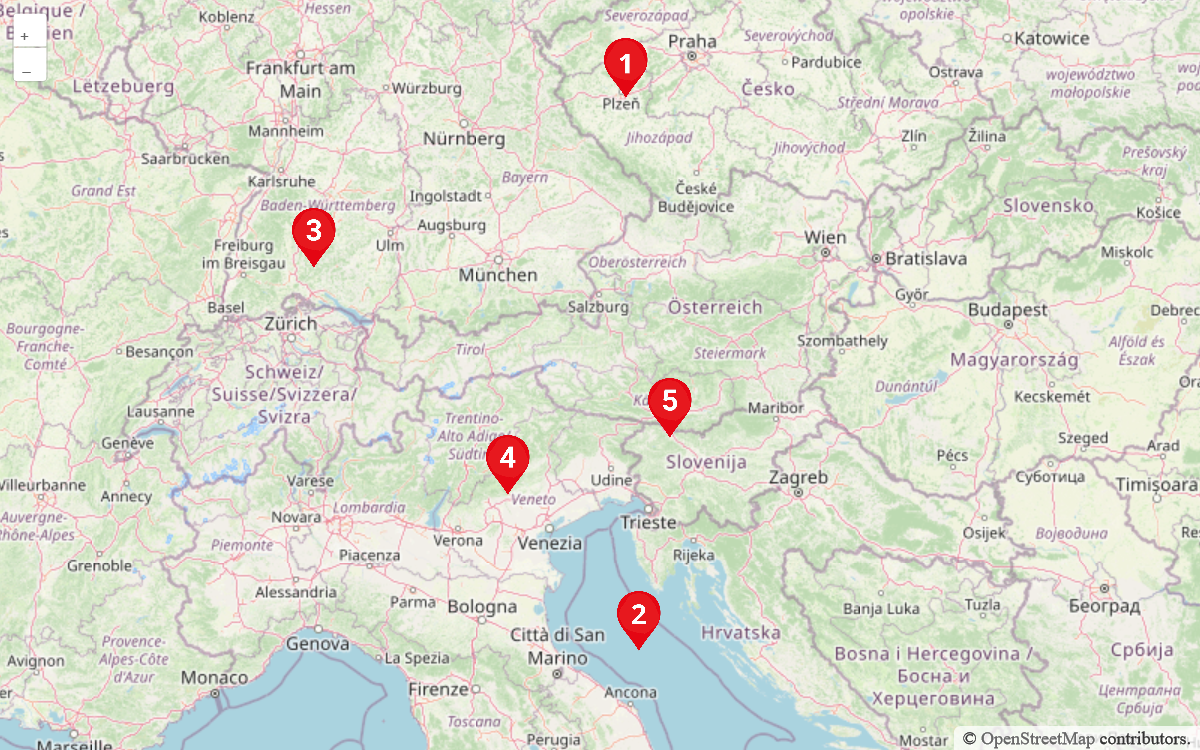 Belgique /
Belgien
+
–
Koblenz
Hessen
Severozápad
województwo
opolskie
Praha
Severovýchod
Katowice
Frankfurt am
Main
1
Pardubice
Ostrava
województwo
małopolskie
Lëtzebuerg
Würzburg
Plzeň
Česko
Střední Morava
Mannheim
Nürnberg
Jihozápad
Jihovýchod
Zlín
Žilina
Saarbrücken
Prešovský
kraj
Grand Est
Karlsruhe
Bayern
Ingolstadt
České
Budějovice
Slovensko
Košice
Baden-Württemberg
3
Augsburg
Freiburg
im Breisgau
Ulm
Wien
Bratislava
Miskolc
München
Oberösterreich
Basel
Salzburg
Österreich
Győr
Budapest
Zürich
Bourgogne-
Franche-
Comté
Besançon
Tirol
Steiermark
Szombathely
Alföld és
Észak
Magyarország
Schweiz/
Suisse/Svizzera/
Svizra
Dunántúl
Kecskemét
5
Lausanne
Maribor
Trentino-
Alto Adige/
Genève
Szeged
Arad
4
Slovenija
Pécs
Villeurbanne
Annecy
Varese
Udine
Zagreb
Суботица
Timișoara
Veneto
Auvergne-
Rhône-Alpes
Novara
Lombardia
Trieste
Osijek
Војводина
Piemonte
Verona
Venezia
Rijeka
Grenoble
Piacenza
Alessandria
Parma
Bologna
2
Banja Luka
Tuzla
Београд
Genova
Città di San
Marino
Hrvatska
Provence-
Alpes-Côte
d'Azur
Avignon
La Spezia
Bosna i Hercegovina /
Босна и
Херцеговина
Србија
Monaco
Firenze
Ancona
Централна
Србија
Toscana
Marseille
Perugia
Mostar
© OpenStreetMap contributors.